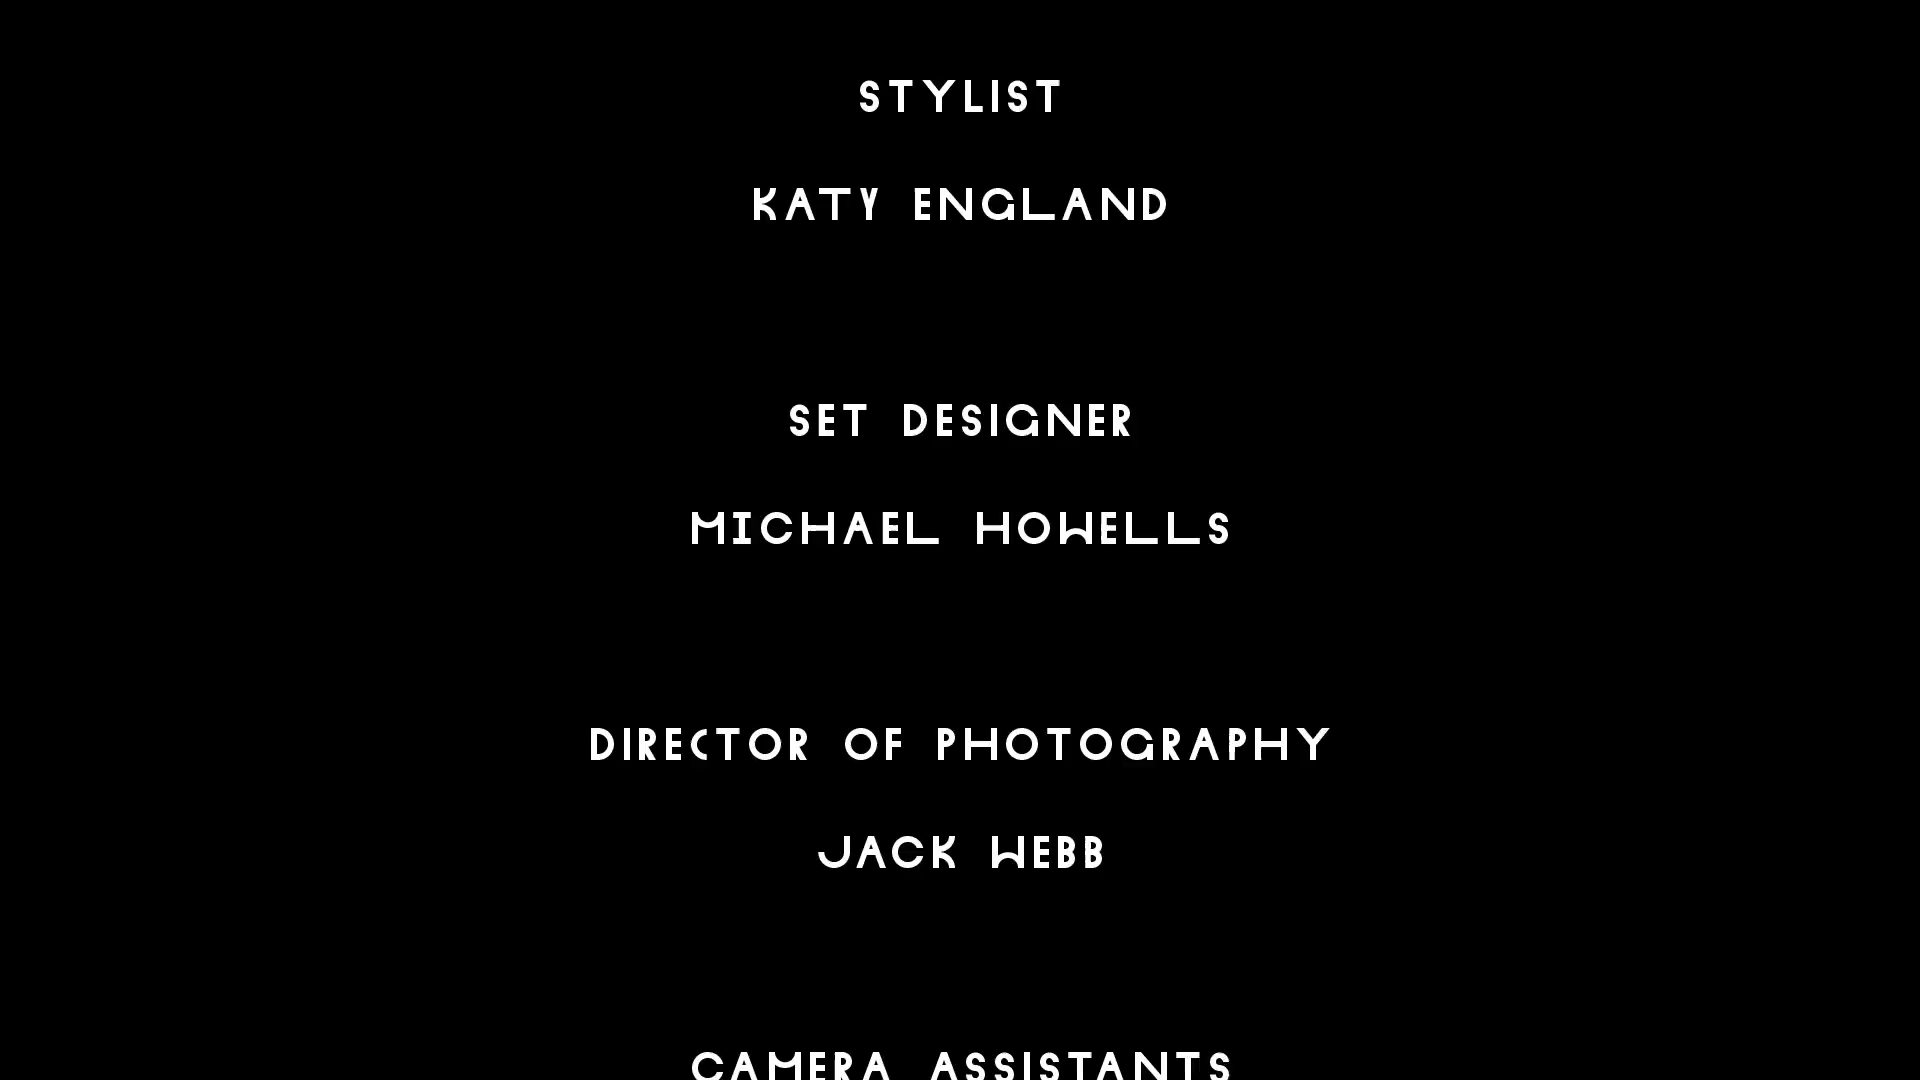 STYLIST
KATY ENGLAND
SET DESIGNER
MICHAEL HOWELLS
DIRECTOR OF PHOTOGRAPHY
JACK WEBB
CAMERA ASSISTANTS